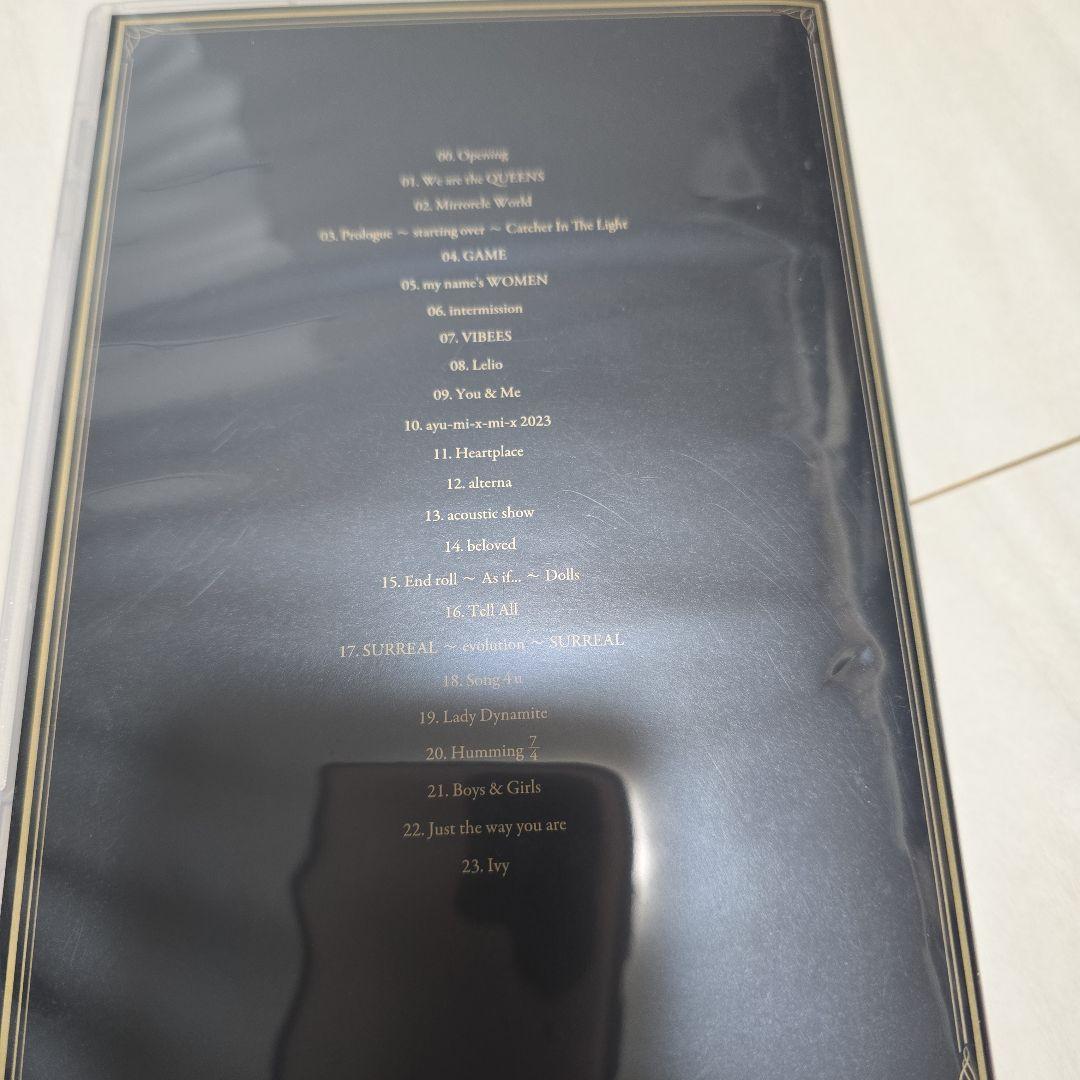 00. Opening
01. We are the QUEENS
02. Mirrorcle World
03. Prologue ～ starting over ～ Catcher In The Light
04. GAME
05. my name's WOMEN
06. intermission
07. VIBEES
08. Lelio
09. You & Me
10. ayu-mi-x-mi-x 2023
11. Heartplace
12. alterna
13. acoustic show
14. beloved
15. End roll ～ As if... ～ Dolls
16. Tell All
17. SURREAL ～ evolution ～ SURREAL
18. Song 4 u
19. Lady Dynamite
20. Humming 7/4
21. Boys & Girls
22. Just the way you are
23. Ivy